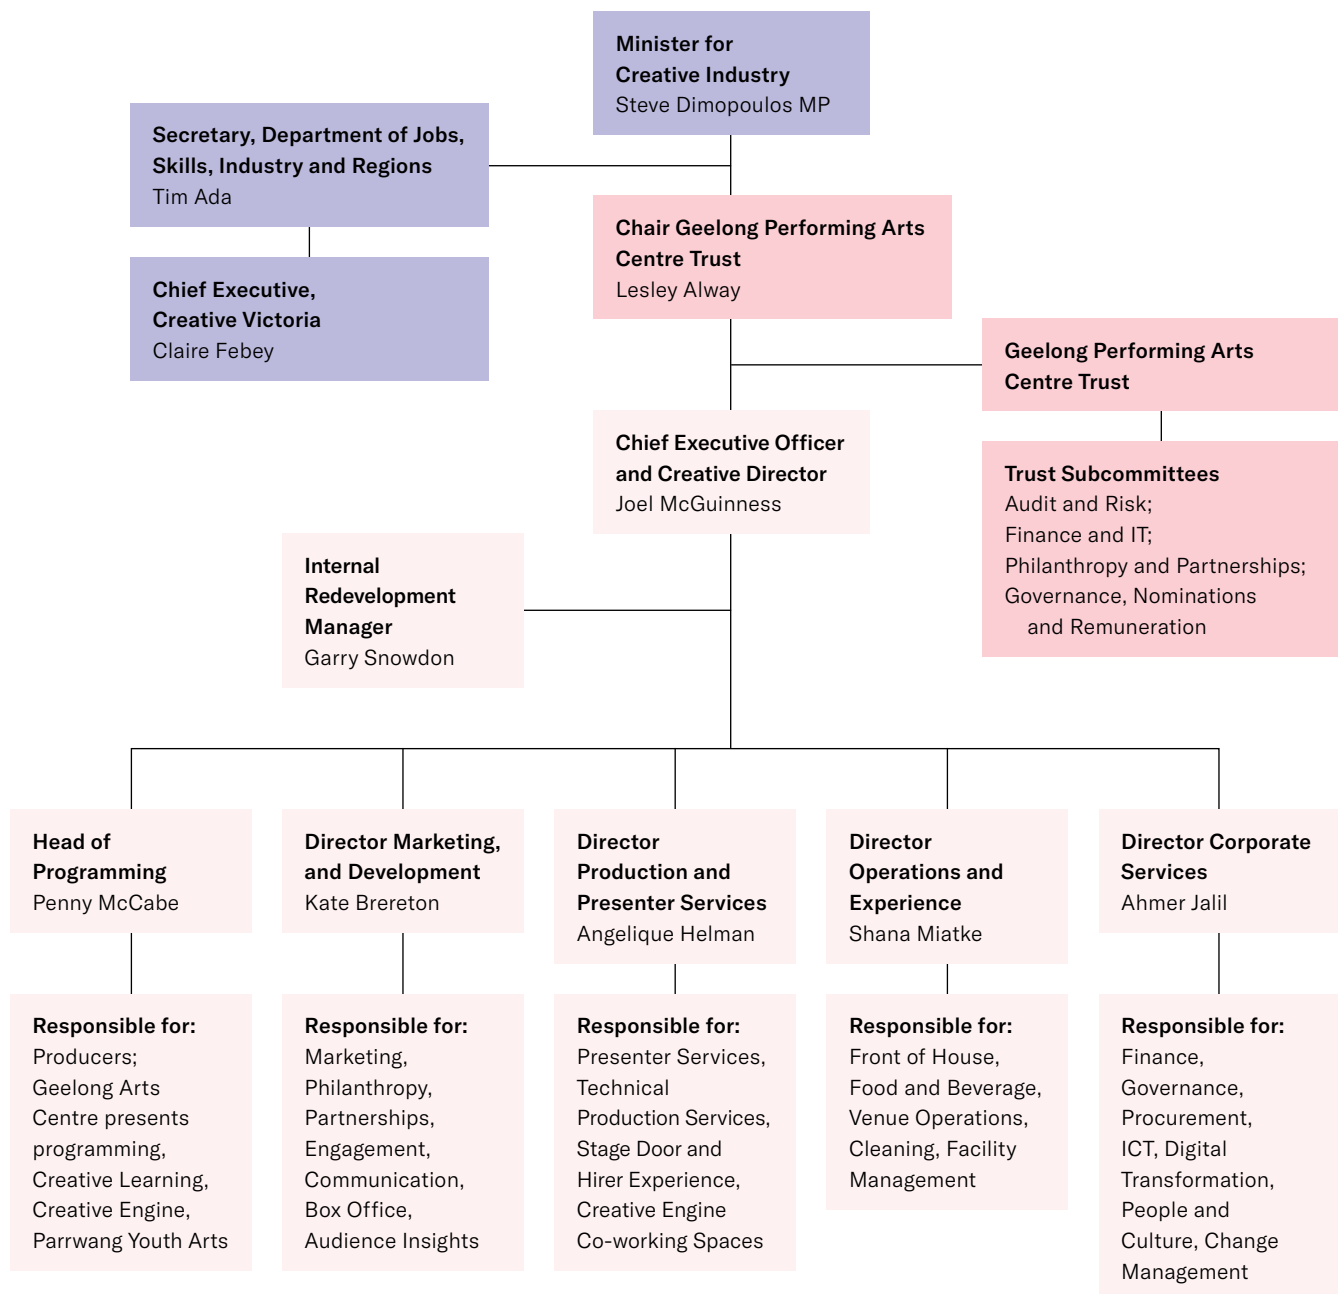 Minister for
Creative Industry
Steve Dimopoulos MP
Secretary, Department of Jobs,
Skills, Industry and Regions
Tim Ada
Chief Executive,
Creative Victoria
Claire Febey
Chair Geelong Performing Arts
Centre Trust
Lesley Alway
Geelong Performing Arts
Centre Trust
Trust Subcommittees
Audit and Risk;
Finance and IT;
Philanthropy and Partnerships;
Governance, Nominations
and Remuneration
Chief Executive Officer
and Creative Director
Joel McGuinness
Internal
Redevelopment
Manager
Garry Snowdon
Head of
Programming
Penny McCabe
Responsible for:
Producers;
Geelong Arts
Centre presents
programming,
Creative Learning,
Creative Engine,
Parrwang Youth Arts
Director Marketing,
and Development
Kate Brereton
Responsible for:
Marketing,
Philanthropy,
Partnerships,
Engagement,
Communication,
Box Office,
Audience Insights
Director
Production and
Presenter Services
Angelique Helman
Responsible for:
Presenter Services,
Technical
Production Services,
Stage Door and
Hirer Experience,
Creative Engine
Co-working Spaces
Director
Operations and
Experience
Shana Miatke
Responsible for:
Front of House,
Food and Beverage,
Venue Operations,
Cleaning, Facility
Management
Director Corporate
Services
Ahmer Jalil
Responsible for:
Finance,
Governance,
Procurement,
ICT, Digital
Transformation,
People and
Culture, Change
Management